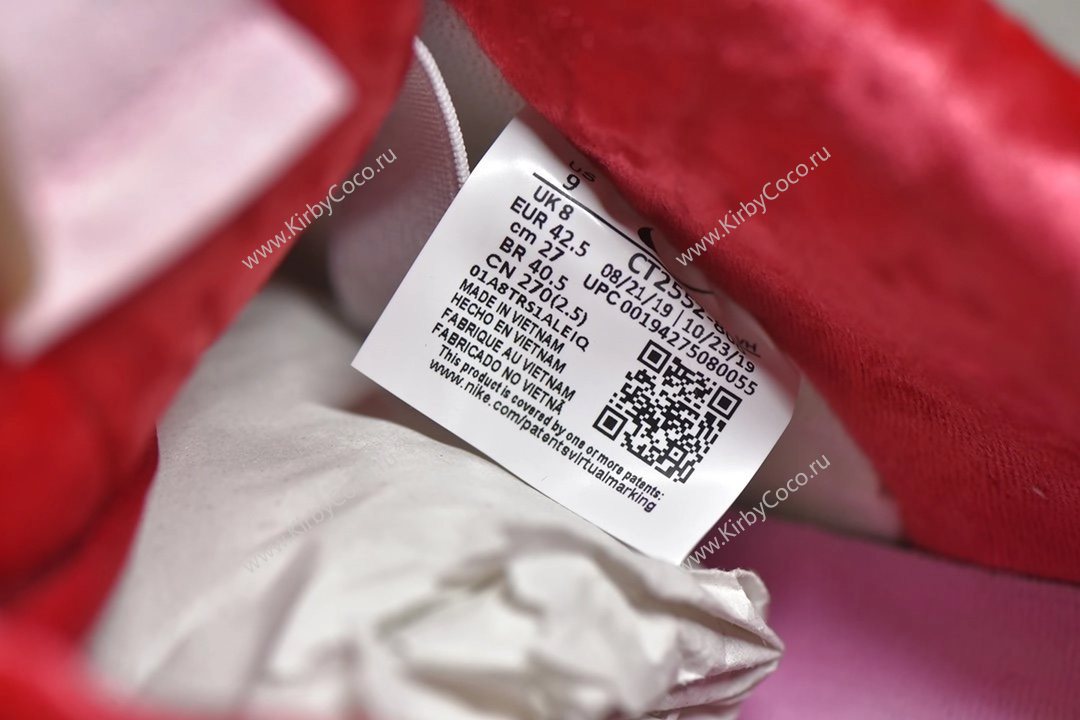 US
9
UK 8
EUR 42.5
cm 27
BR 40.5
CN 270(2.5)
01A8TRS1ALEIQ
MADE IN VIETNAM
HECHO EN VIETNAM
FABRIQUE AU VIETNAM
FABRICADO NO VIETNÃ
This product is covered by one or more patents:
www.nike.com/patentsvirtualmarking
08/21/19 | 10/23/19
UPC 00194275080055
www.KirbyCoco.ru
www.KirbyCoco.ru
www.KirbyCoco.ru
www.KirbyCoco.ru